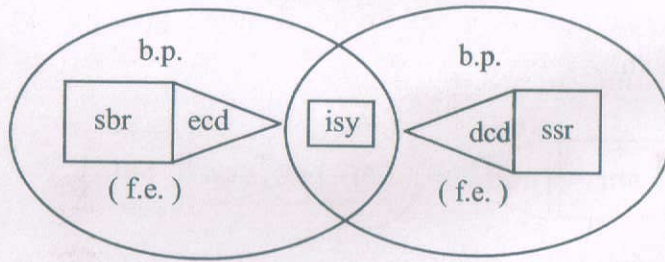 b.p. b.p.
sbr ecd isy dcd ssr
( f.e. ) ( f.e. )